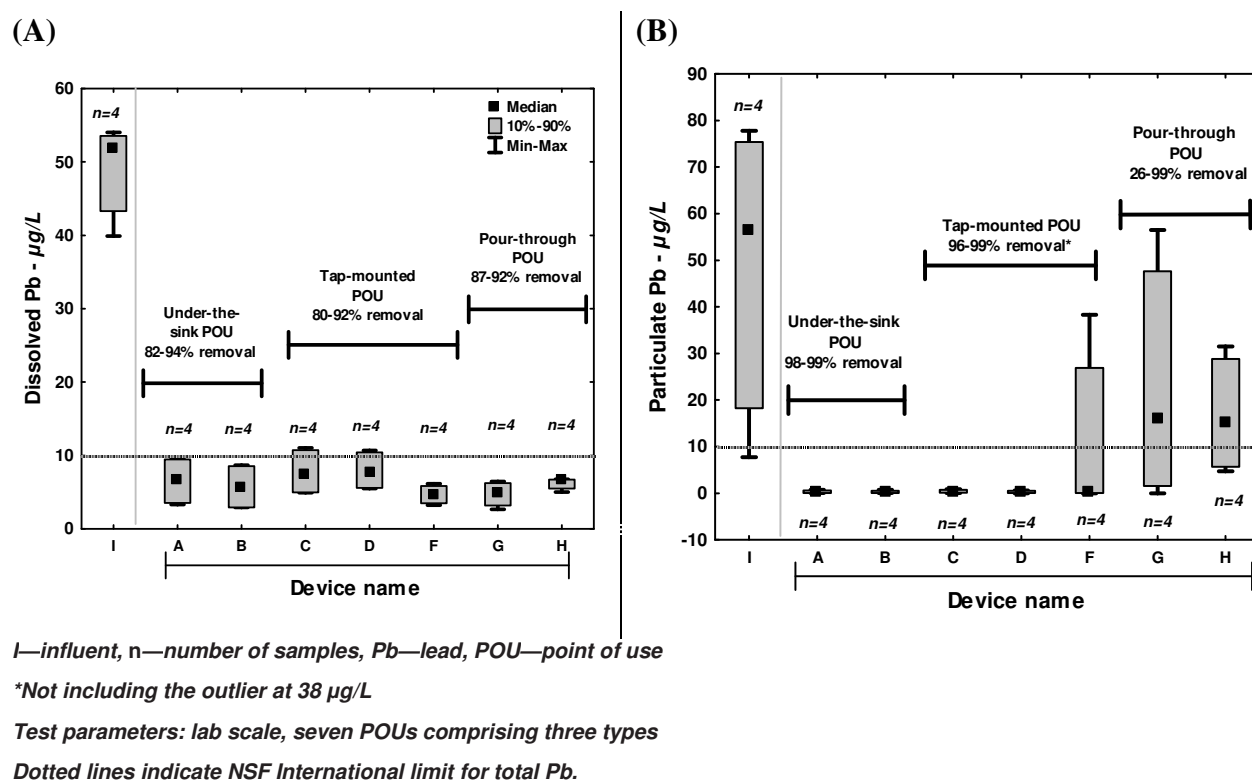 (A)
60
50
40
30
20
10
0
Dissolved Pb - µg/L
n=4
Median
10%-90%
Min-Max
Under-the-
sink POU
82-94% removal
Tap-mounted
POU
80-92% removal
Pour-through
POU
87-92% removal
n=4 n=4 n=4 n=4 n=4 n=4 n=4
I A B C D F G H
Device name
(B)
90
80
70
60
50
40
30
20
10
0
-10
Particulate Pb - µg/L
n=4
Under-the-sink
POU
98-99% removal
Tap-mounted POU
96-99% removal*
Pour-through
POU
26-99% removal
n=4 n=4 n=4 n=4 n=4 n=4 n=4
I A B C D F G H
Device name
I—influent, n—number of samples, Pb—lead, POU—point of use
*Not including the outlier at 38 µg/L
Test parameters: lab scale, seven POUs comprising three types
Dotted lines indicate NSF International limit for total Pb.